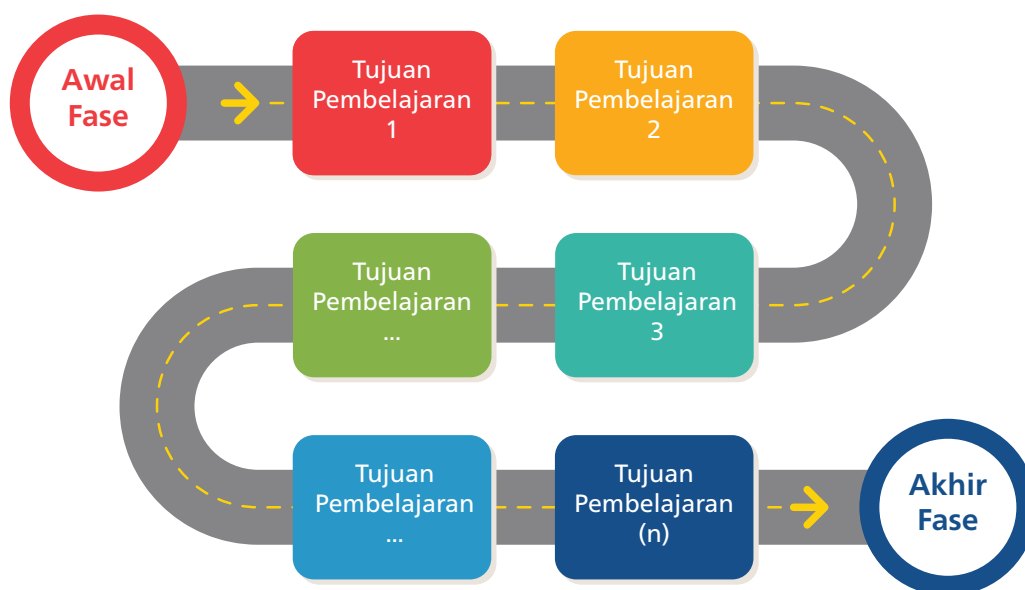 Awal
Fase
Tujuan
Pembelajaran
1
Tujuan
Pembelajaran
2
Tujuan
Pembelajaran
3
Tujuan
Pembelajaran
...
Tujuan
Pembelajaran
...
Tujuan
Pembelajaran
(n)
Akhir
Fase